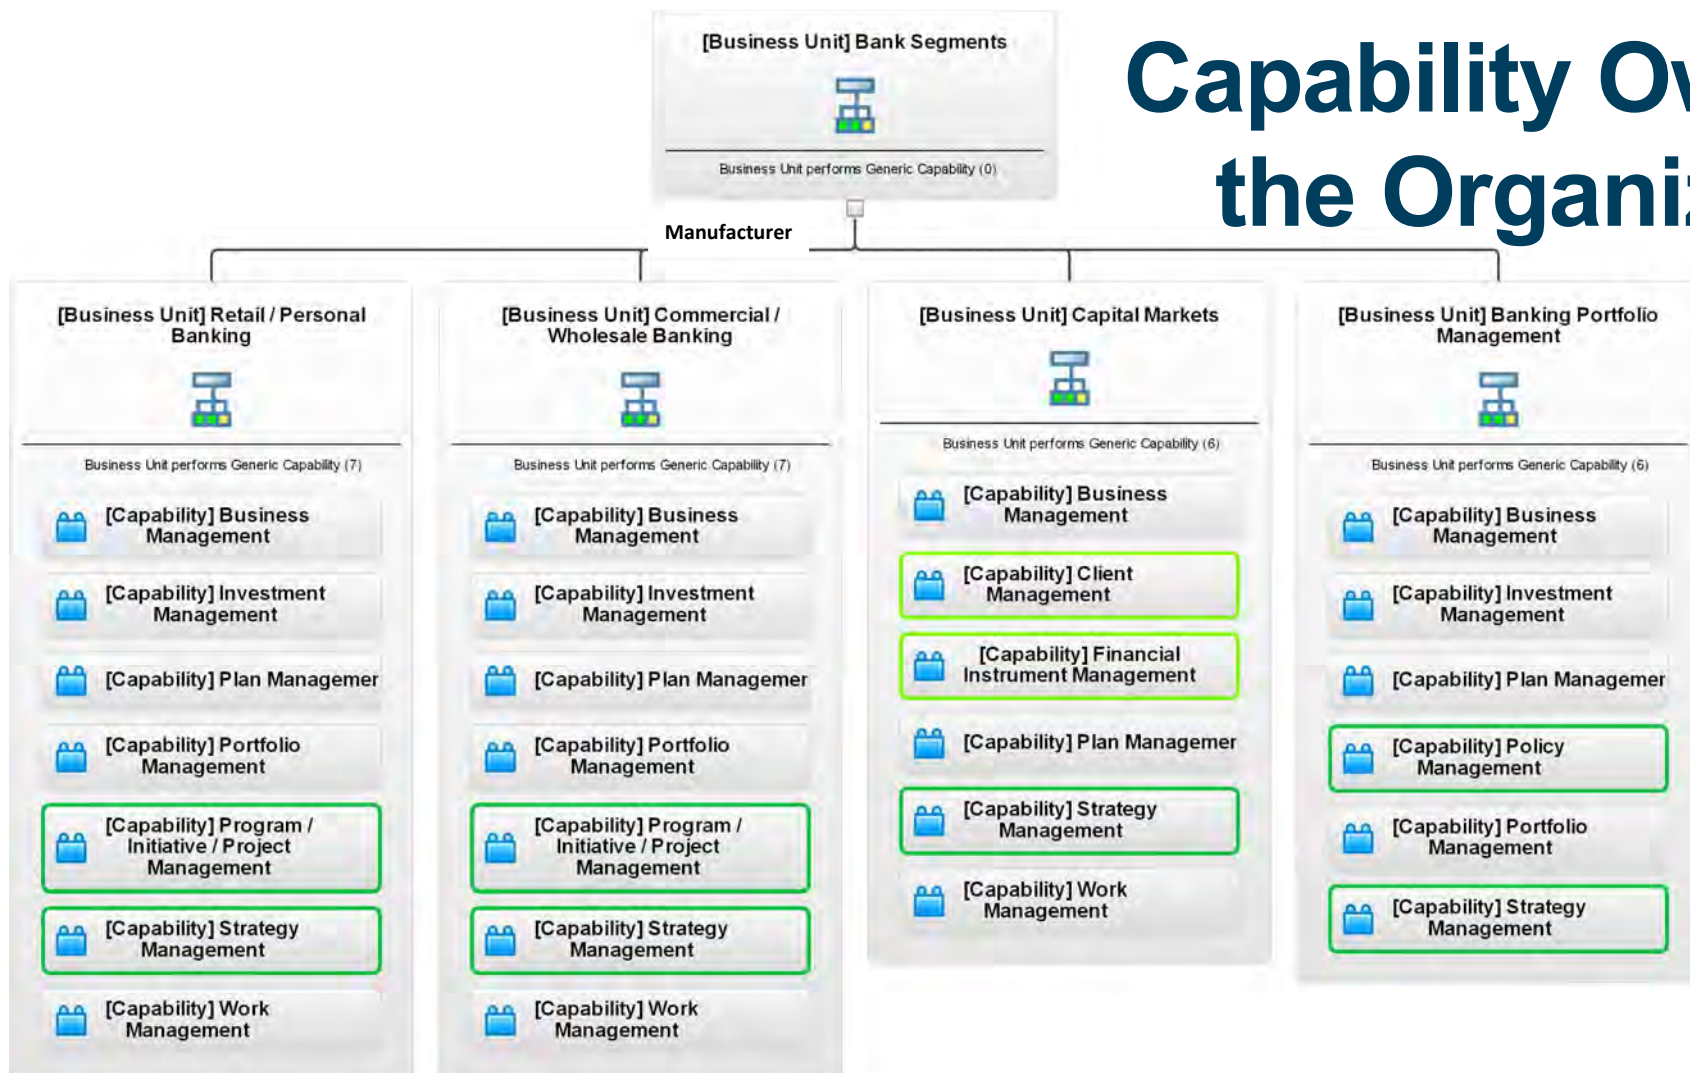 [Business Unit] Bank Segments
Business Unit performs Generic Capability (0)
Capability Ow
the Organiz
Manufacturer
[Business Unit] Retail / Personal
Banking
Business Unit performs Generic Capability (7)
[Capability] Business
Management
[Capability] Investment
Management
[Capability] Plan Managemer
[Capability] Portfolio
Management
[Capability] Program /
Initiative / Project
Management
[Capability] Strategy
Management
[Capability] Work
Management
[Business Unit] Commercial /
Wholesale Banking
Business Unit performs Generic Capability (7)
[Capability] Business
Management
[Capability] Investment
Management
[Capability] Plan Managemer
[Capability] Portfolio
Management
[Capability] Program /
Initiative / Project
Management
[Capability] Strategy
Management
[Capability] Work
Management
[Business Unit] Capital Markets
Business Unit performs Generic Capability (6)
[Capability] Business
Management
[Capability] Client
Management
[Capability] Financial
Instrument Management
[Capability] Plan Managemer
[Capability] Strategy
Management
[Capability] Work
Management
[Business Unit] Banking Portfolio
Management
Business Unit performs Generic Capability (6)
[Capability] Business
Management
[Capability] Investment
Management
[Capability] Plan Managemer
[Capability] Policy
Management
[Capability] Portfolio
Management
[Capability] Strategy
Management